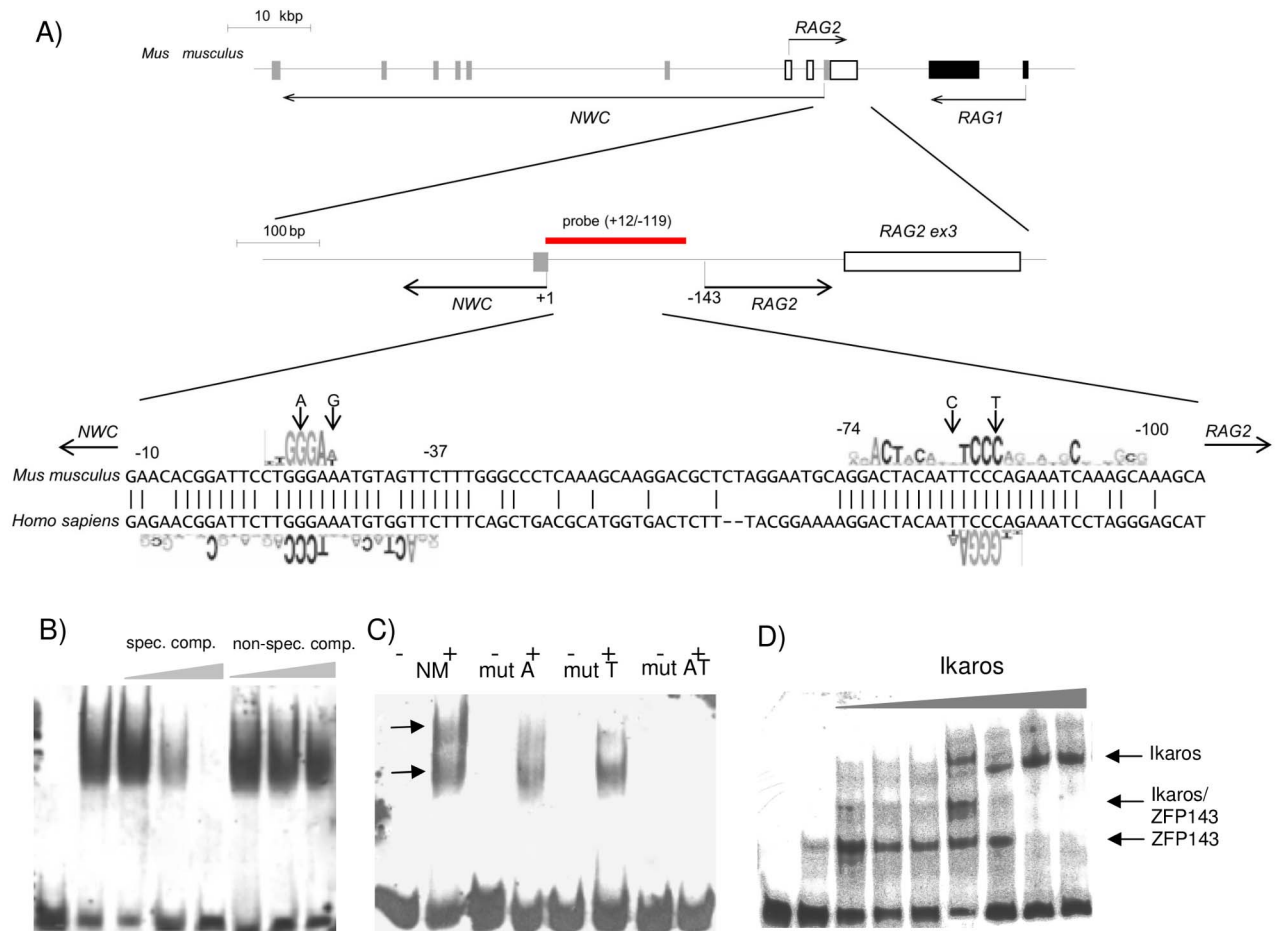 A)
10 kbp
Mus musculus
RAG2
NWC
RAG1
100 bp
probe (+12/-119)
RAG2 ex3
NWC
+1
-143
RAG2
A G
C T
NWC
-10
-37
-74
-100
RAG2
Mus musculus GAACACGGATTCCTGGGAAATGTAGTTCTTTGGGCCCTCAAAGCAAGGACGCTCTAGGAATGCAGGACTACAATTCCCAGAAATCAAAGCAAAGCA
Homo sapiens GAGAACGGATTCTTGGGAAATGTGGTTCTTTCAGCTGACGCATGGTGACTCTT--TACGGAAAAGGACTACAATTCCCAGAAATCCTAGGGAGCAT
B)
spec. comp.
non-spec. comp.
C)
- + - + - + - +
NM mut A mut T mut AT
D)
Ikaros
Ikaros
Ikaros/
ZFP143
ZFP143